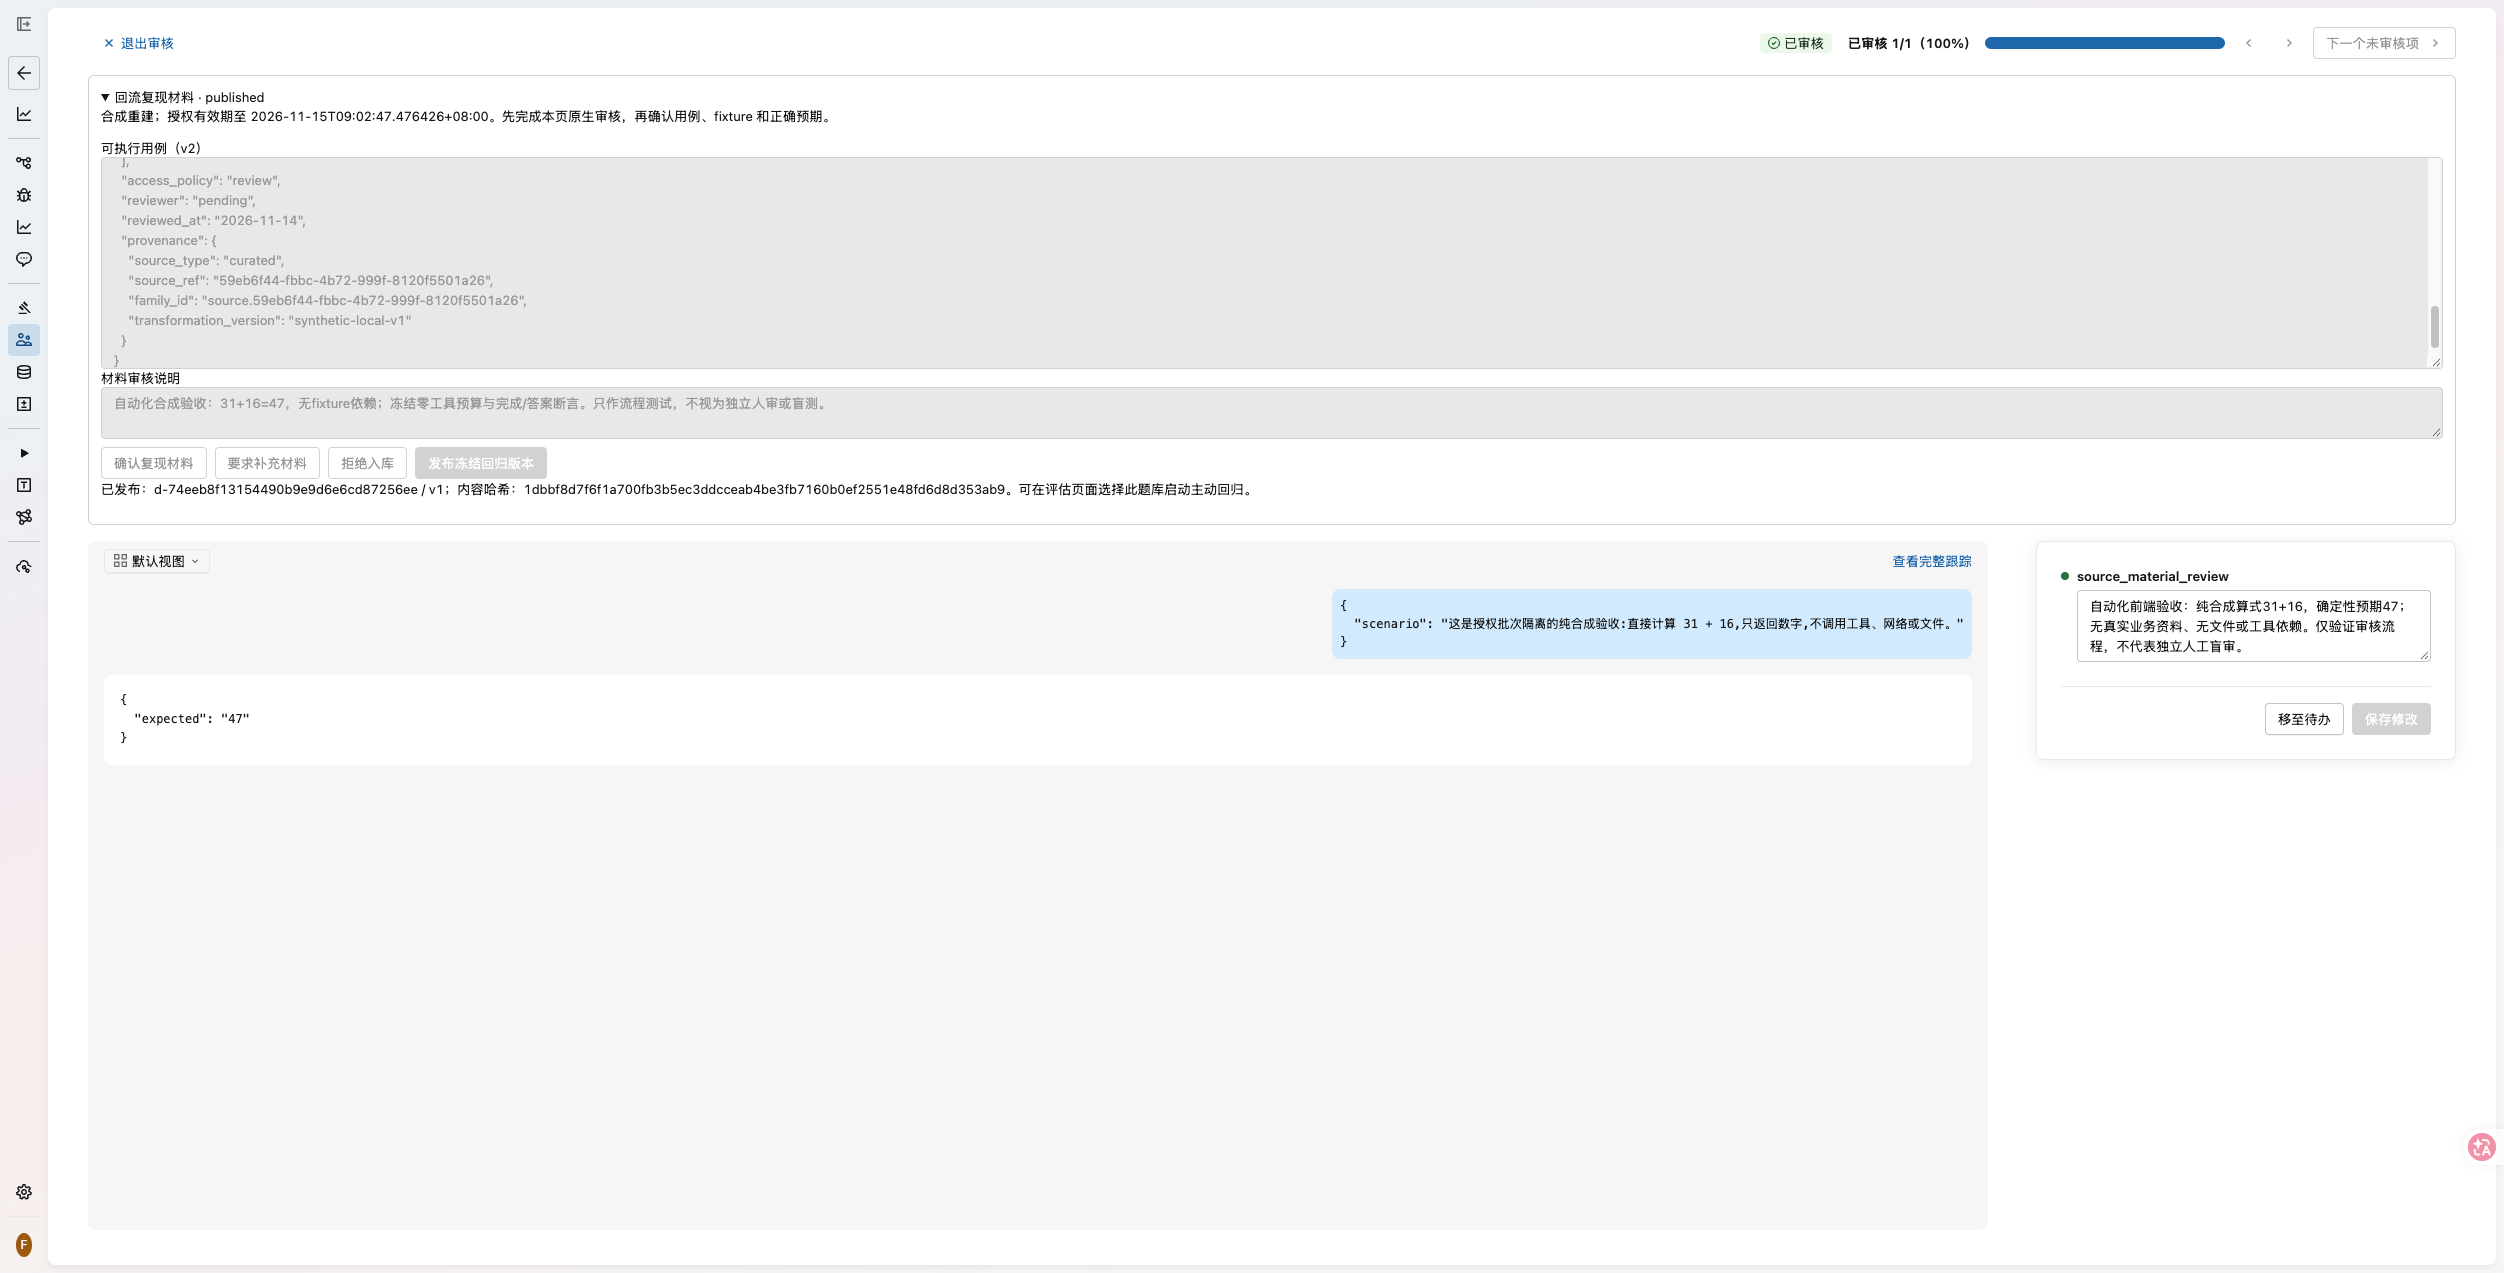 退出审核
已审核
已审核 1/1（100%）
下一个未审核项
▼ 回流复现材料 · published
合成重建；授权有效期至 2026-11-15T09:02:47.476426+08:00。先完成本页原生审核，再确认用例、fixture 和正确预期。
可执行用例（v2）
],
"access_policy": "review",
"reviewer": "pending",
"reviewed_at": "2026-11-14",
"provenance": {
"source_type": "curated",
"source_ref": "59eb6f44-fbbc-4b72-999f-8120f5501a26",
"family_id": "source.59eb6f44-fbbc-4b72-999f-8120f5501a26",
"transformation_version": "synthetic-local-v1"
}
}
材料审核说明
自动化合成验收：31+16=47，无fixture依赖；冻结零工具预算与完成/答案断言。只作流程测试，不视为独立人审或盲测。
确认复现材料
要求补充材料
拒绝入库
发布冻结回归版本
已发布：d-74eeb8f13154490b9e9d6e6cd87256ee / v1；内容哈希：1dbbf8d7f6f1a700fb3b5ec3ddcceab4be3fb7160b0ef2551e48fd6d8d353ab9。可在评估页面选择此题库启动主动回归。
默认视图
查看完整跟踪
{
"scenario": "这是授权批次隔离的纯合成验收:直接计算 31 + 16,只返回数字,不调用工具、网络或文件。"
}
{
"expected": "47"
}
source_material_review
自动化前端验收：纯合成算式31+16，确定性预期47；
无真实业务资料、无文件或工具依赖。仅验证审核流
程，不代表独立人工盲审。
移至待办
保存修改
F